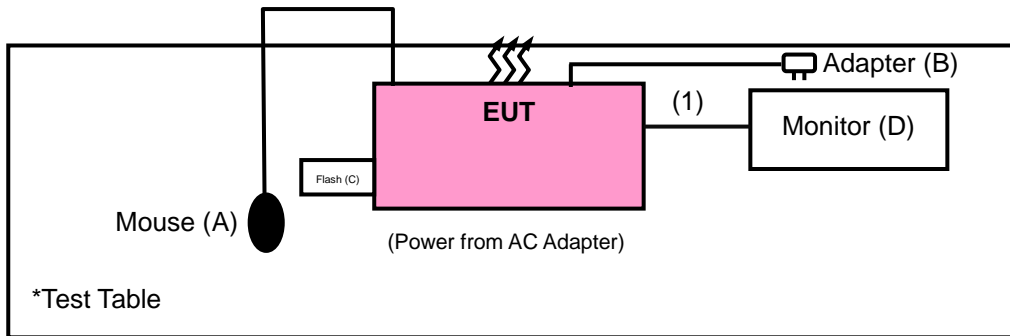 Adapter (B)
EUT
(1)
Monitor (D)
Flash (C)
Mouse (A)
(Power from AC Adapter)
*Test Table